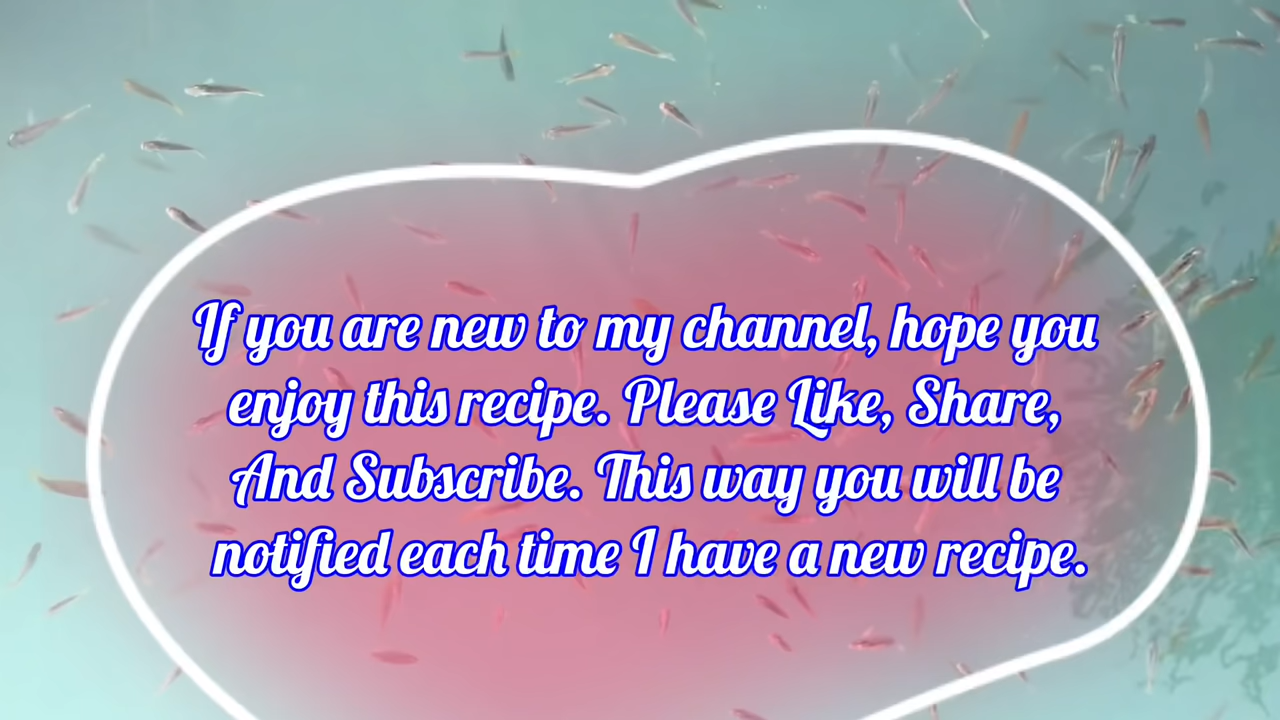 If you are new to my channel, hope you
enjoy this recipe. Please Like, Share,
And Subscribe. This way you will be
notified each time I have a new recipe.